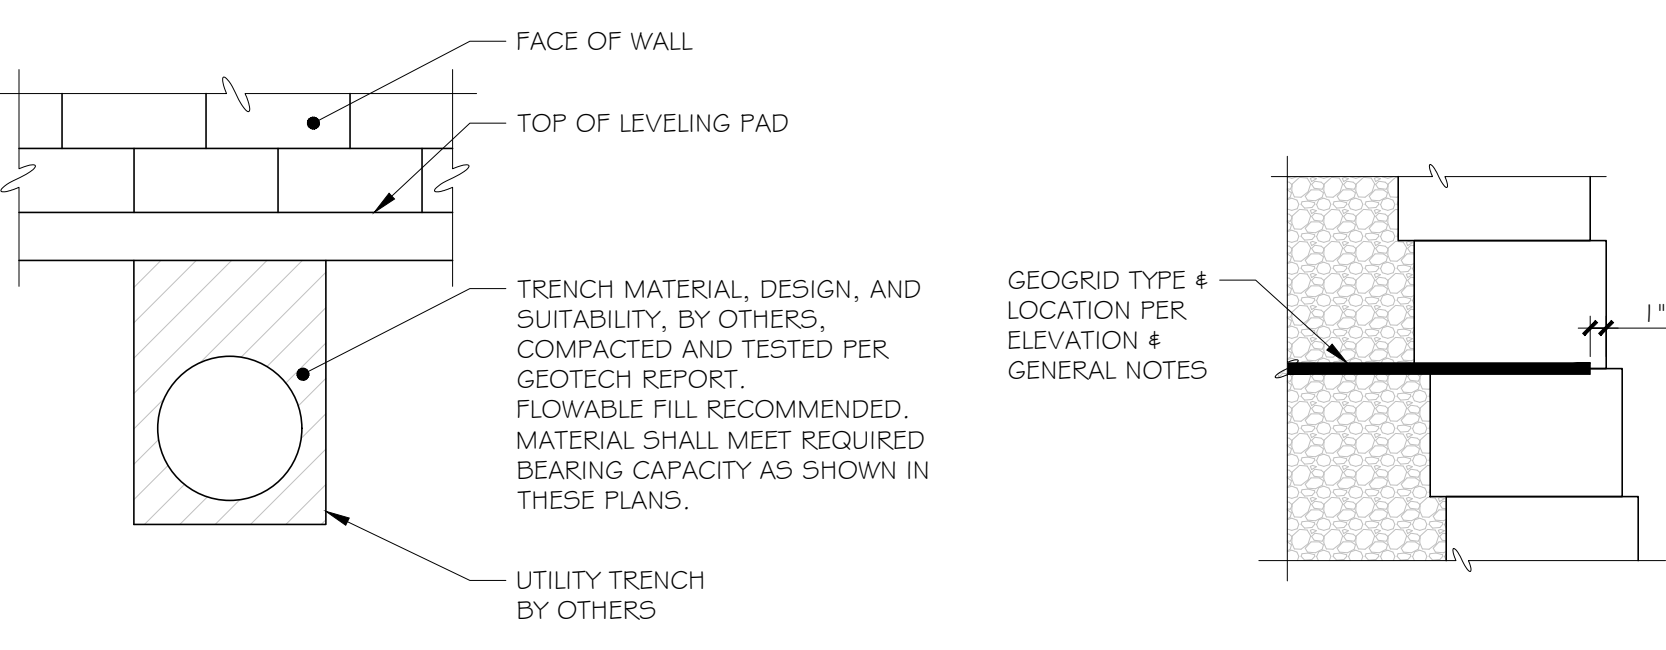 FACE OF WALL
TOP OF LEVELING PAD
TRENCH MATERIAL, DESIGN, AND
SUITABILITY, BY OTHERS,
COMPACTED AND TESTED PER
GEOTECH REPORT.
FLOWABLE FILL RECOMMENDED.
MATERIAL SHALL MEET REQUIRED
BEARING CAPACITY AS SHOWN IN
THESE PLANS.
UTILITY TRENCH
BY OTHERS
GEOGRID TYPE &
LOCATION PER
ELEVATION &
GENERAL NOTES
1"